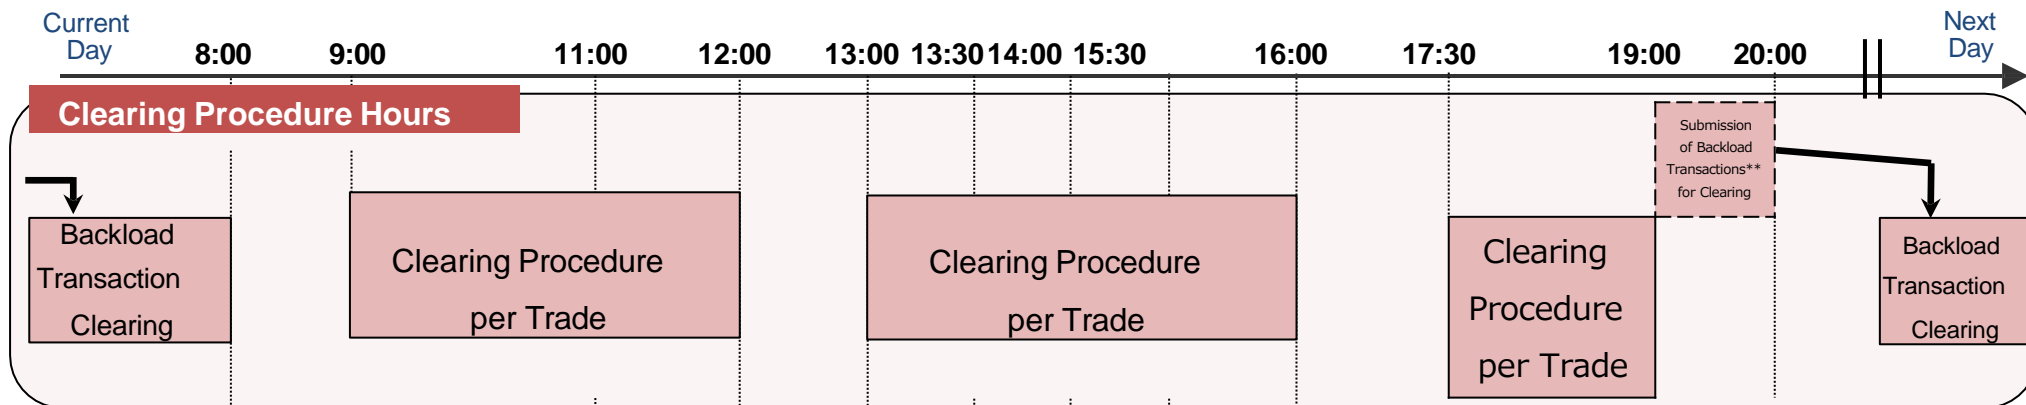 Current
Day
Next
Day
8:00 9:00 11:00 12:00 13:00 13:30 14:00 15:30 16:00 17:30 19:00 20:00
Clearing Procedure Hours
Submission
of Backload
Transactions**
for Clearing
Backload
Transaction
Clearing
Clearing Procedure
per Trade
Clearing Procedure
per Trade
Clearing
Procedure
per Trade
Backload
Transaction
Clearing